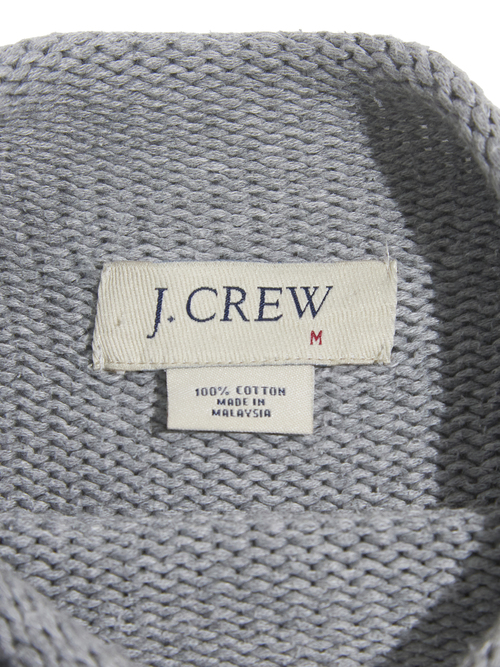 J. CREW
M
100% COTTON
MADE IN
MALAYSIA